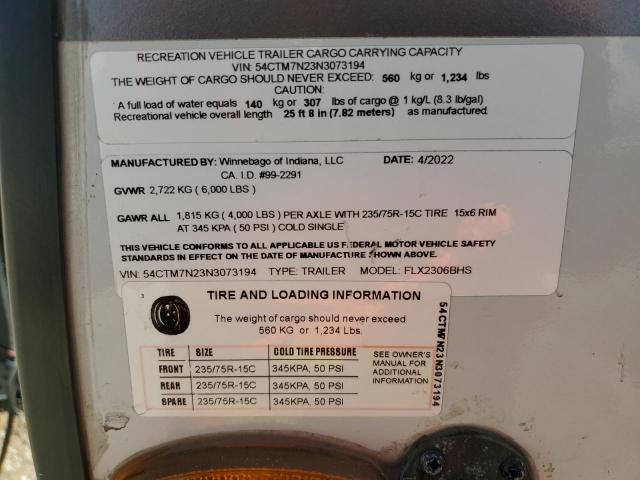 RECREATION VEHICLE TRAILER CARGO CARRYING CAPACITY
VIN: 54CTM7N23N3073194
THE WEIGHT OF CARGO SHOULD NEVER EXCEED: 560 kg or 1,234 lbs
CAUTION:
A full load of water equals 140 kg or 307 lbs of cargo @ 1 kg/L (8.3 lb/gal)
Recreational vehicle overall length 25 ft 8 in (7.82 meters) as manufactured
MANUFACTURED BY: Winnebago of Indiana, LLC DATE: 4/2022
CA. I.D. #99-2291
GVWR 2,722 KG ( 6,000 LBS )
GAWR ALL 1,815 KG ( 4,000 LBS ) PER AXLE WITH 235/75R-15C TIRE 15x6 RIM
AT 345 KPA ( 50 PSI ) COLD SINGLE
THIS VEHICLE CONFORMS TO ALL APPLICABLE US FEDERAL MOTOR VEHICLE SAFETY
STANDARDS IN EFFECT ON THE DATE OF MANUFACTURE SHOWN ABOVE.
VIN: 54CTM7N23N3073194 TYPE: TRAILER MODEL: FLX2306BHS
3
TIRE AND LOADING INFORMATION
The weight of cargo should never exceed
560 KG or 1,234 Lbs.
TIRE SIZE COLD TIRE PRESSURE
FRONT 235/75R-15C 345KPA, 50 PSI
REAR 235/75R-15C 345KPA, 50 PSI
SPARE 235/75R-15C 345KPA, 50 PSI
SEE OWNER'S
MANUAL FOR
ADDITIONAL
INFORMATION
54CTM7N23N3073194